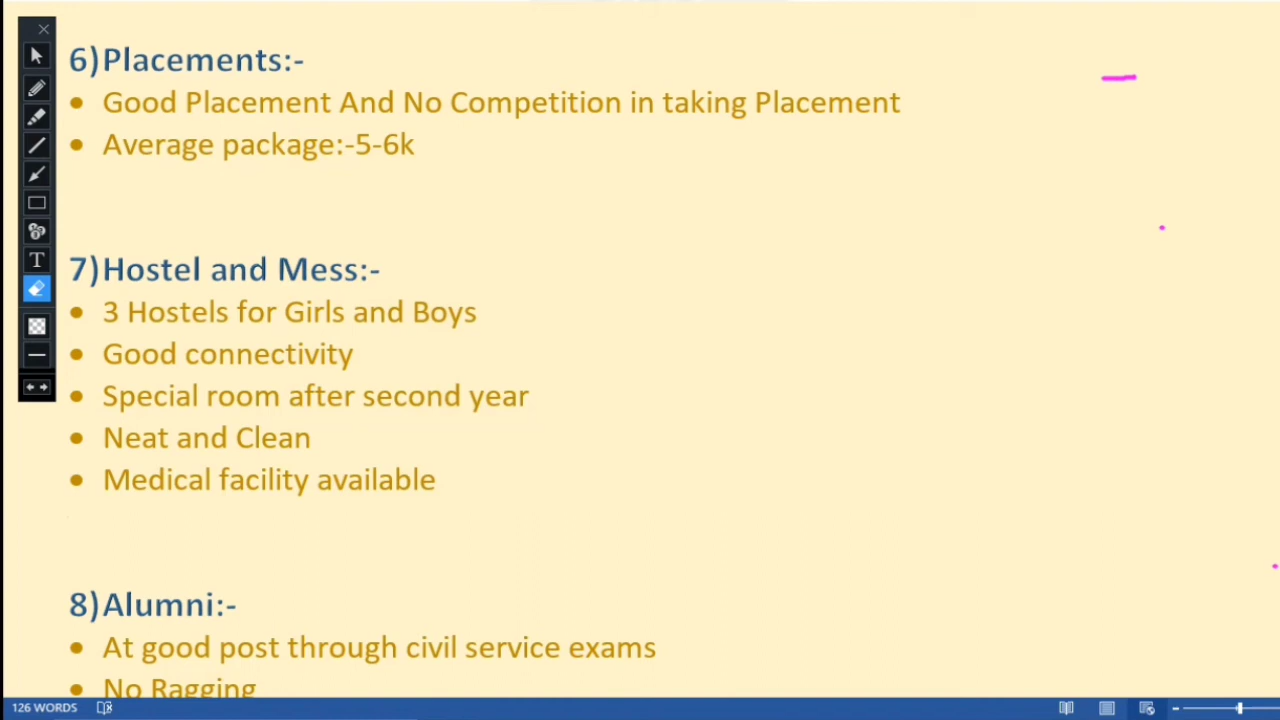 6)Placements:-
• Good Placement And No Competition in taking Placement
• Average package:-5-6k
7)Hostel and Mess:-
• 3 Hostels for Girls and Boys
• Good connectivity
• Special room after second year
• Neat and Clean
• Medical facility available
8)Alumni:-
• At good post through civil service exams
• No Ragging
126 WORDS